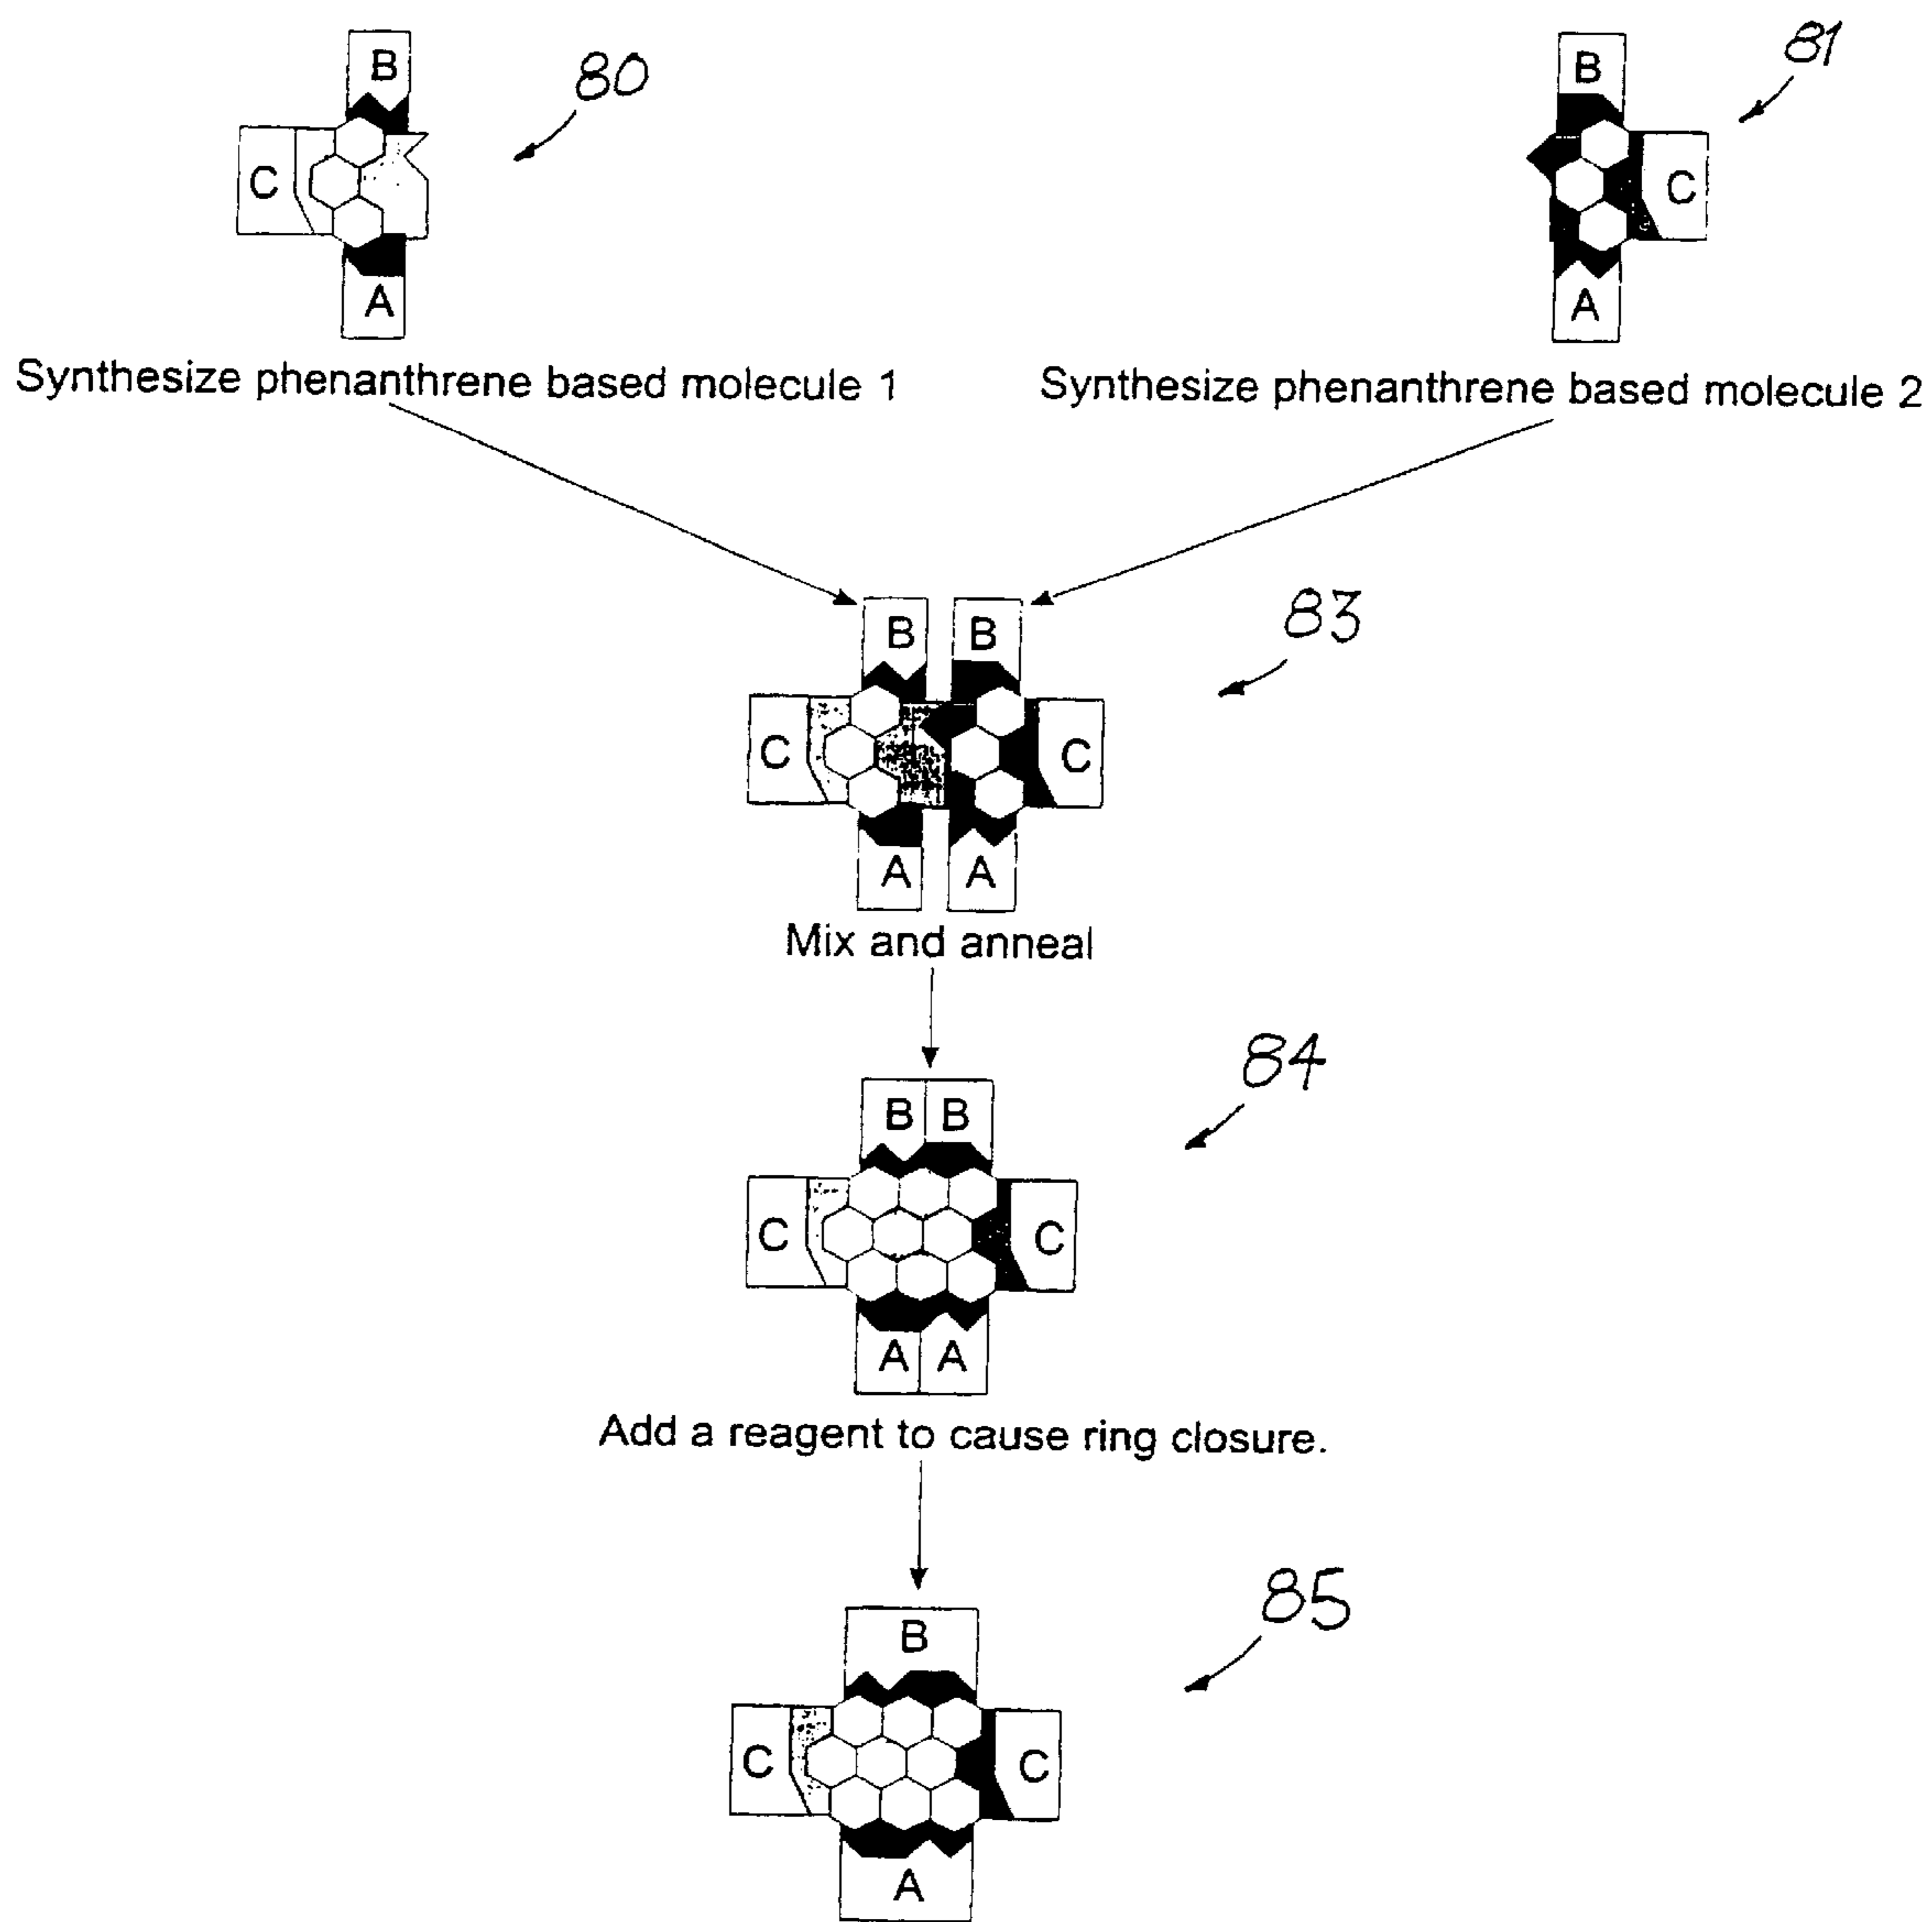 B
80
C
A
B
81
C
A
Synthesize phenanthrene based molecule 1
Synthesize phenanthrene based molecule 2
B B
83
C C
A A
Mix and anneal
84
B B
C C
A A
Add a reagent to cause ring closure.
85
B
C C
A